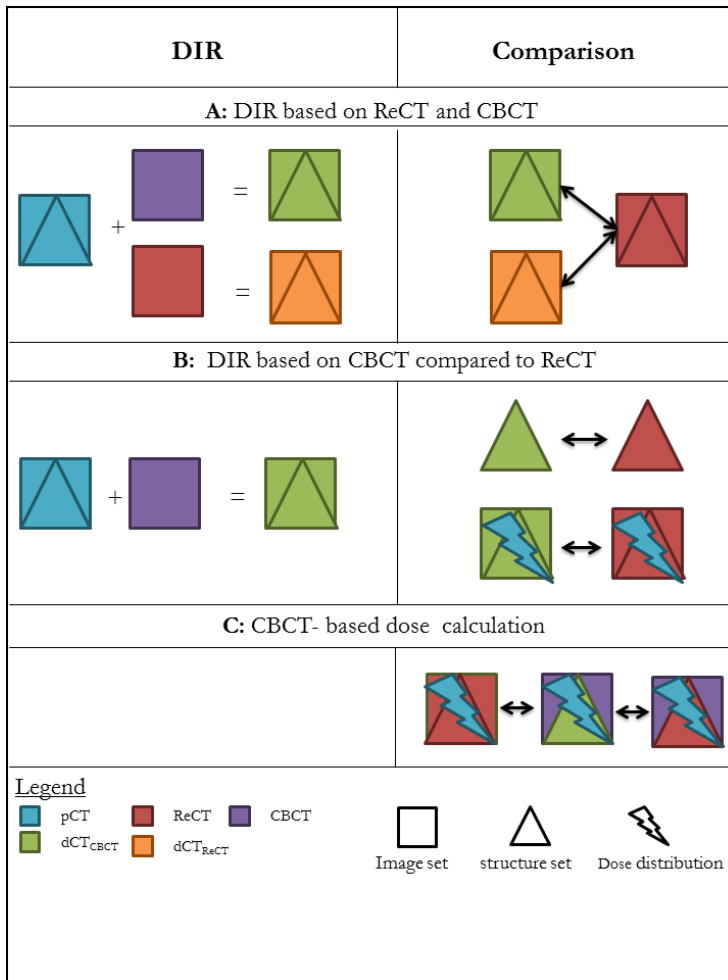 DIR Comparison
A: DIR based on ReCT and CBCT
+ =
=
B: DIR based on CBCT compared to ReCT
+ =
C: CBCT- based dose calculation
Legend
pCT ReCT CBCT
dCTCBCT dCTReCT
Image set structure set Dose distribution